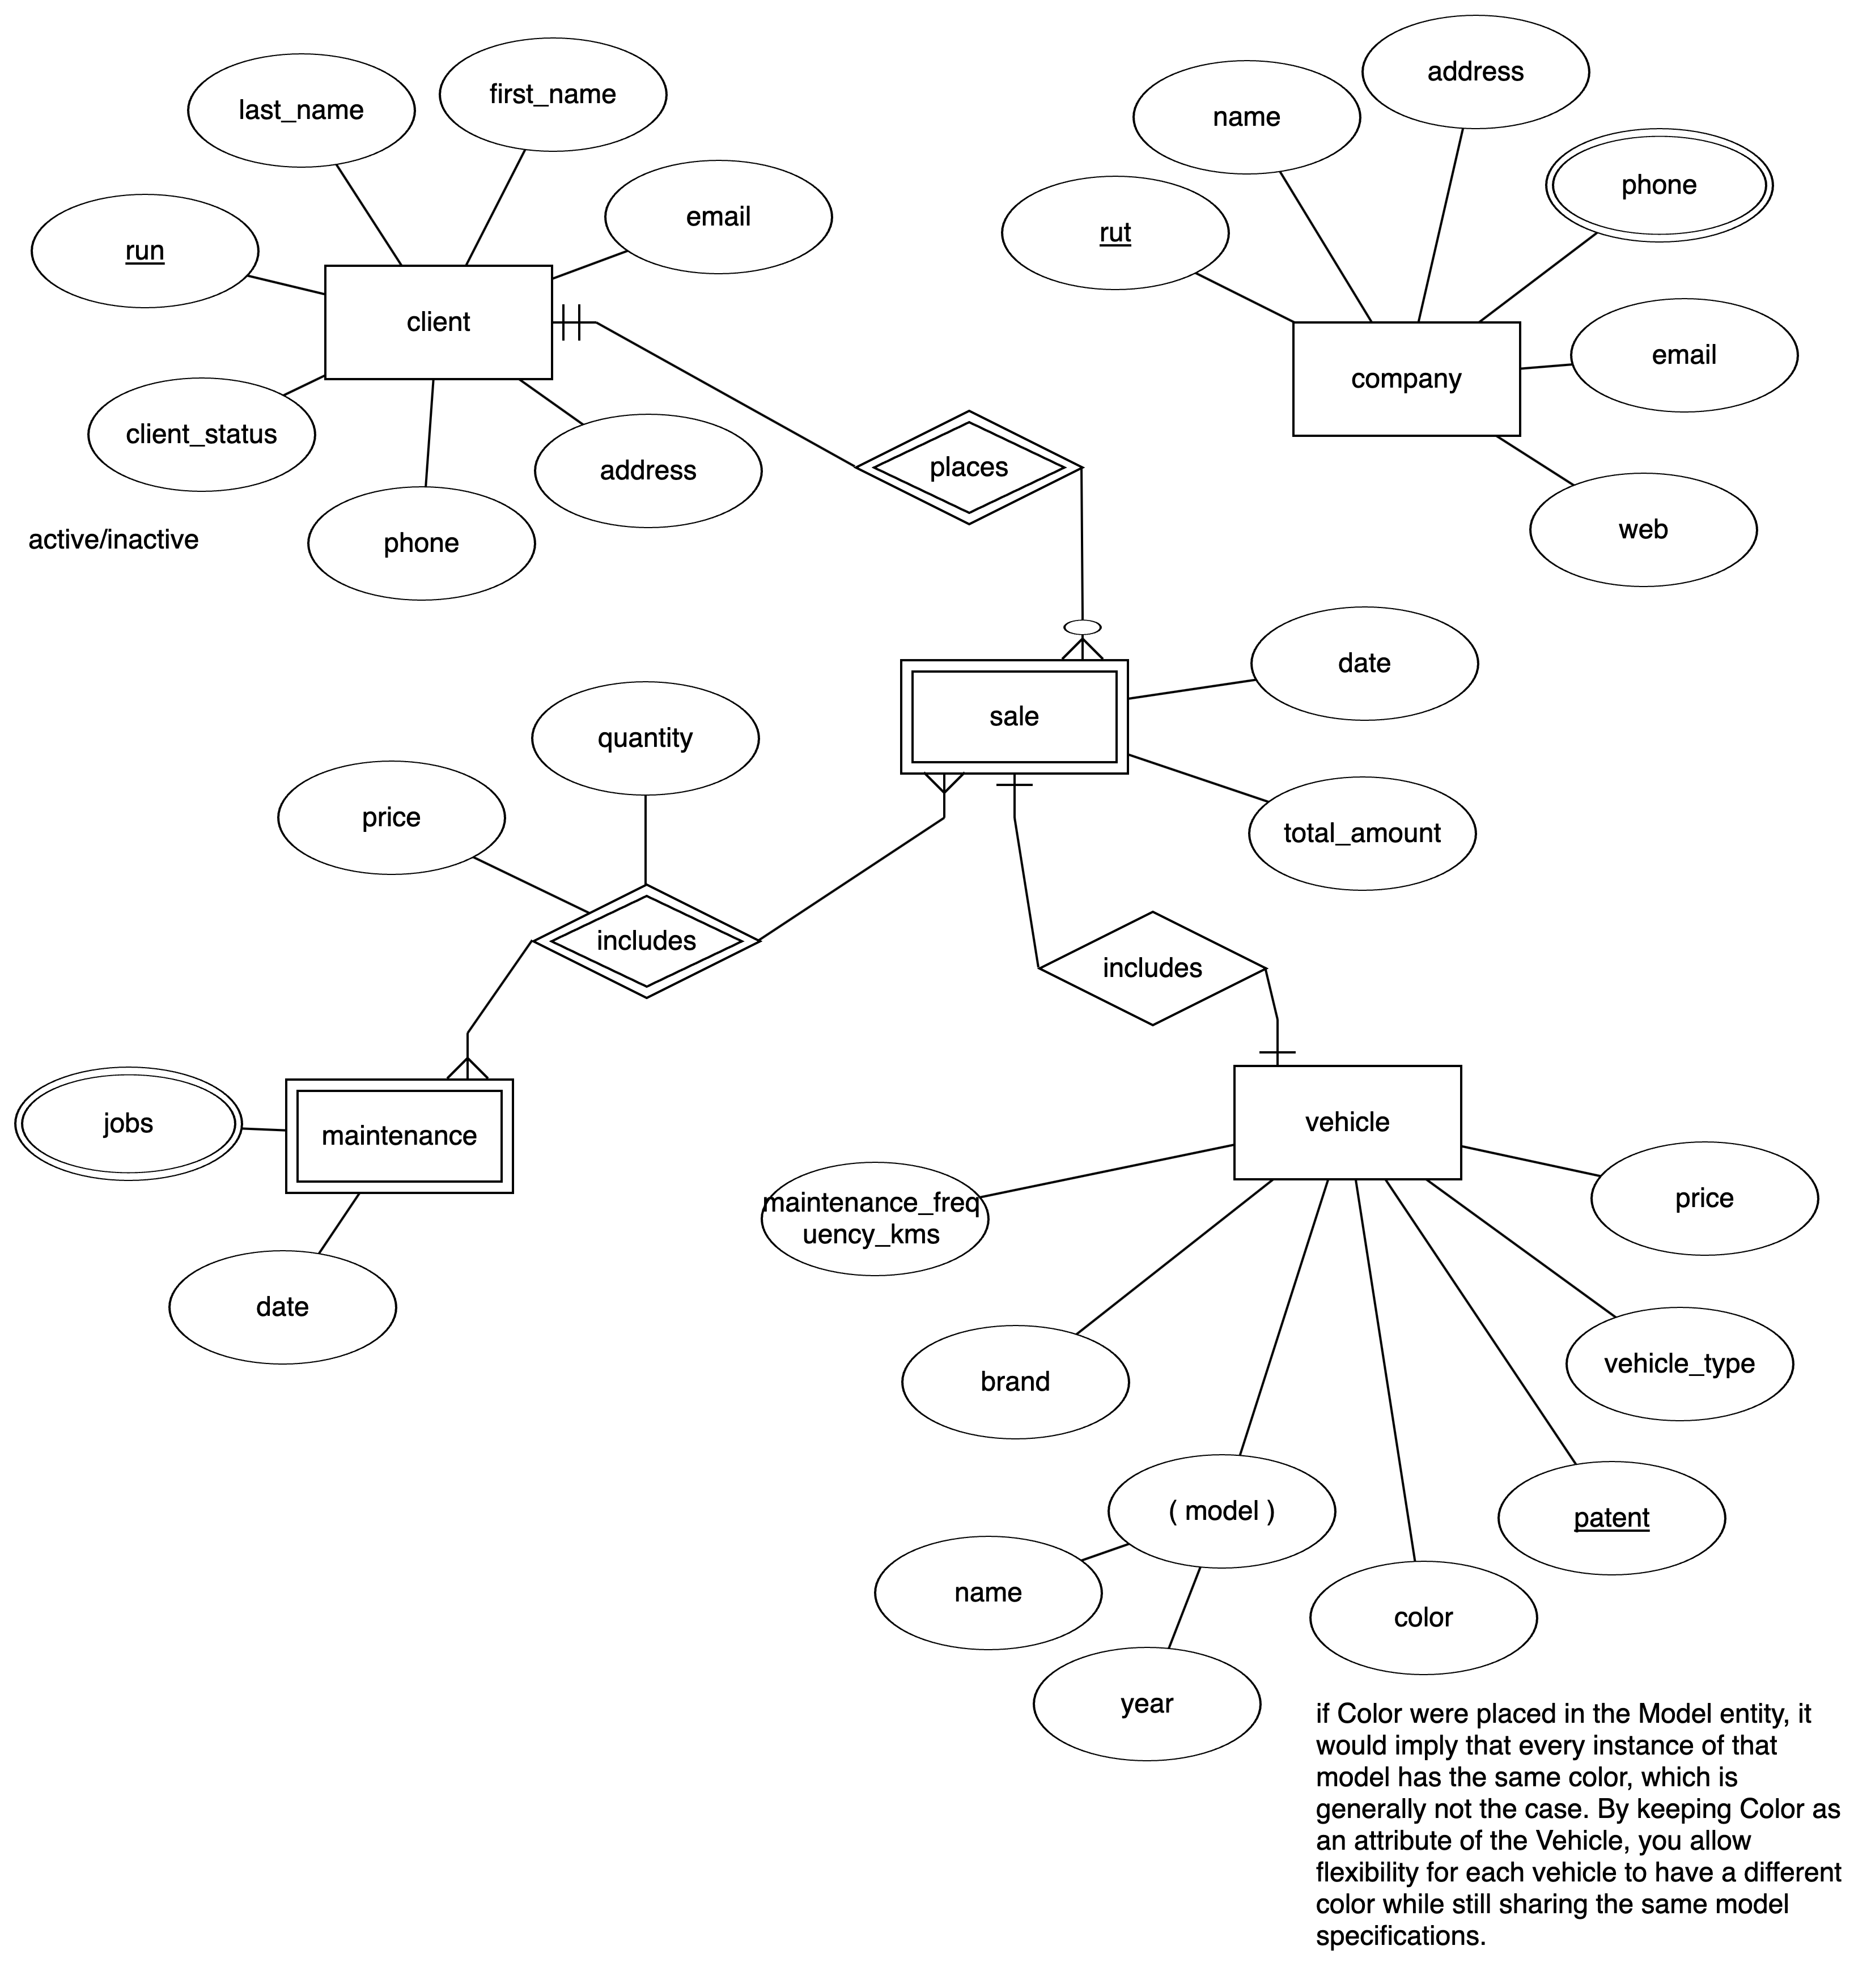 address
first_name
last_name
name
phone
email
rut
run
client
email
company
client_status
places
address
web
active/inactive
phone
date
sale
quantity
price
total_amount
includes
includes
jobs
maintenance
vehicle
price
maintenance_freq
uency_kms
date
vehicle_type
brand
( model )
patent
name
color
year
if Color were placed in the Model entity, it
would imply that every instance of that
model has the same color, which is
generally not the case. By keeping Color as
an attribute of the Vehicle, you allow
flexibility for each vehicle to have a different
color while still sharing the same model
specifications.